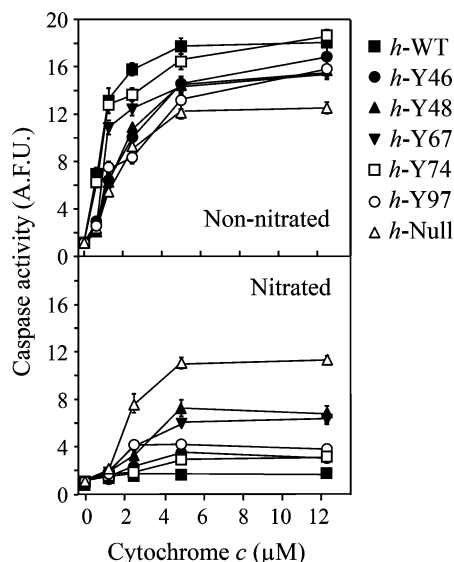 Caspase activity (A.F.U.)
20
16
12
8
4
0
Non-nitrated
16
12
8
4
0
Nitrated
0 2 4 6 8 10 12
Cytochrome c (µM)
h-WT
h-Y46
h-Y48
h-Y67
h-Y74
h-Y97
h-Null